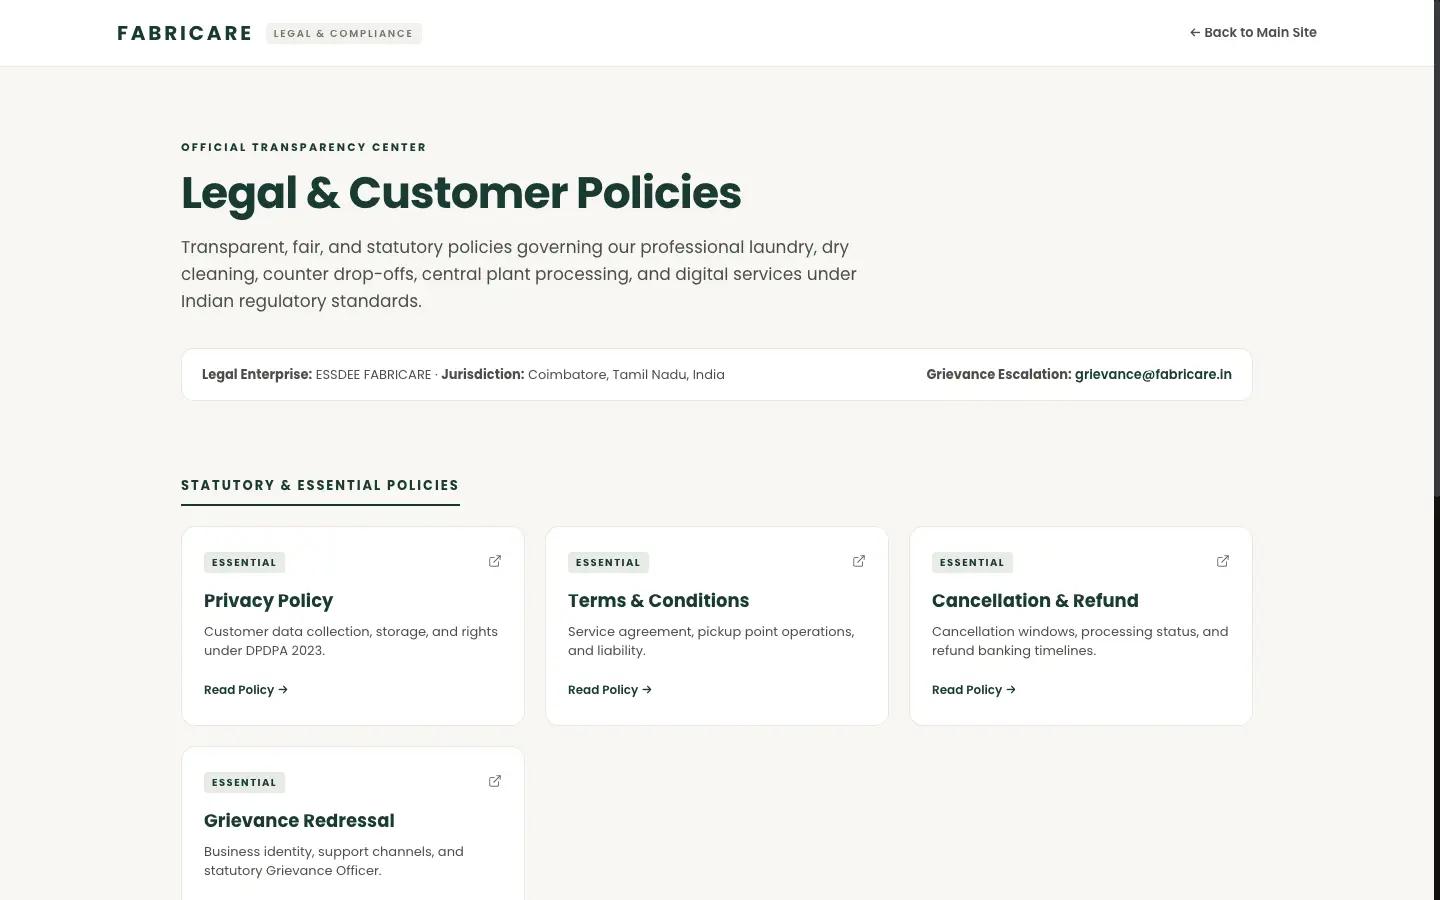 FABRICARE LEGAL & COMPLIANCE
← Back to Main Site
OFFICIAL TRANSPARENCY CENTER
Legal & Customer Policies
Transparent, fair, and statutory policies governing our professional laundry, dry
cleaning, counter drop-offs, central plant processing, and digital services under
Indian regulatory standards.
Legal Enterprise: ESSDEE FABRICARE · Jurisdiction: Coimbatore, Tamil Nadu, India
Grievance Escalation: grievance@fabricare.in
STATUTORY & ESSENTIAL POLICIES
ESSENTIAL
Privacy Policy
Customer data collection, storage, and rights
under DPDPA 2023.
Read Policy →
ESSENTIAL
Terms & Conditions
Service agreement, pickup point operations,
and liability.
Read Policy →
ESSENTIAL
Cancellation & Refund
Cancellation windows, processing status, and
refund banking timelines.
Read Policy →
ESSENTIAL
Grievance Redressal
Business identity, support channels, and
statutory Grievance Officer.